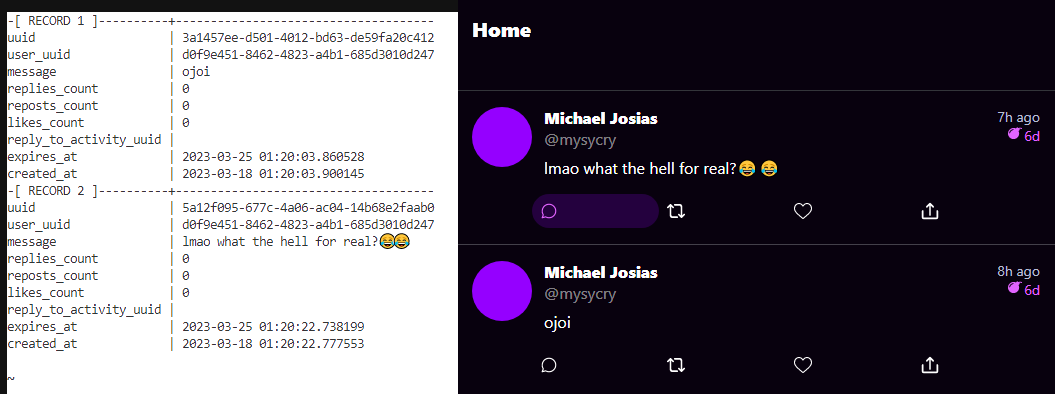 -[ RECORD 1 ]----------+-------------------------------------
uuid | 3a1457ee-d501-4012-bd63-de59fa20c412
user_uuid | d0f9e451-8462-4823-a4b1-685d3010d247
message | ojoi
replies_count | 0
reposts_count | 0
likes_count | 0
reply_to_activity_uuid |
expires_at | 2023-03-25 01:20:03.860528
created_at | 2023-03-18 01:20:03.900145
-[ RECORD 2 ]----------+-------------------------------------
uuid | 5a12f095-677c-4a06-ac04-14b68e2faab0
user_uuid | d0f9e451-8462-4823-a4b1-685d3010d247
message | lmao what the hell for real?😂😂
replies_count | 0
reposts_count | 0
likes_count | 0
reply_to_activity_uuid |
expires_at | 2023-03-25 01:20:22.738199
created_at | 2023-03-18 01:20:22.777553
~
Home
Michael Josias
7h ago
@mysycry
6d
lmao what the hell for real?😂 😂
Michael Josias
8h ago
@mysycry
6d
ojoi